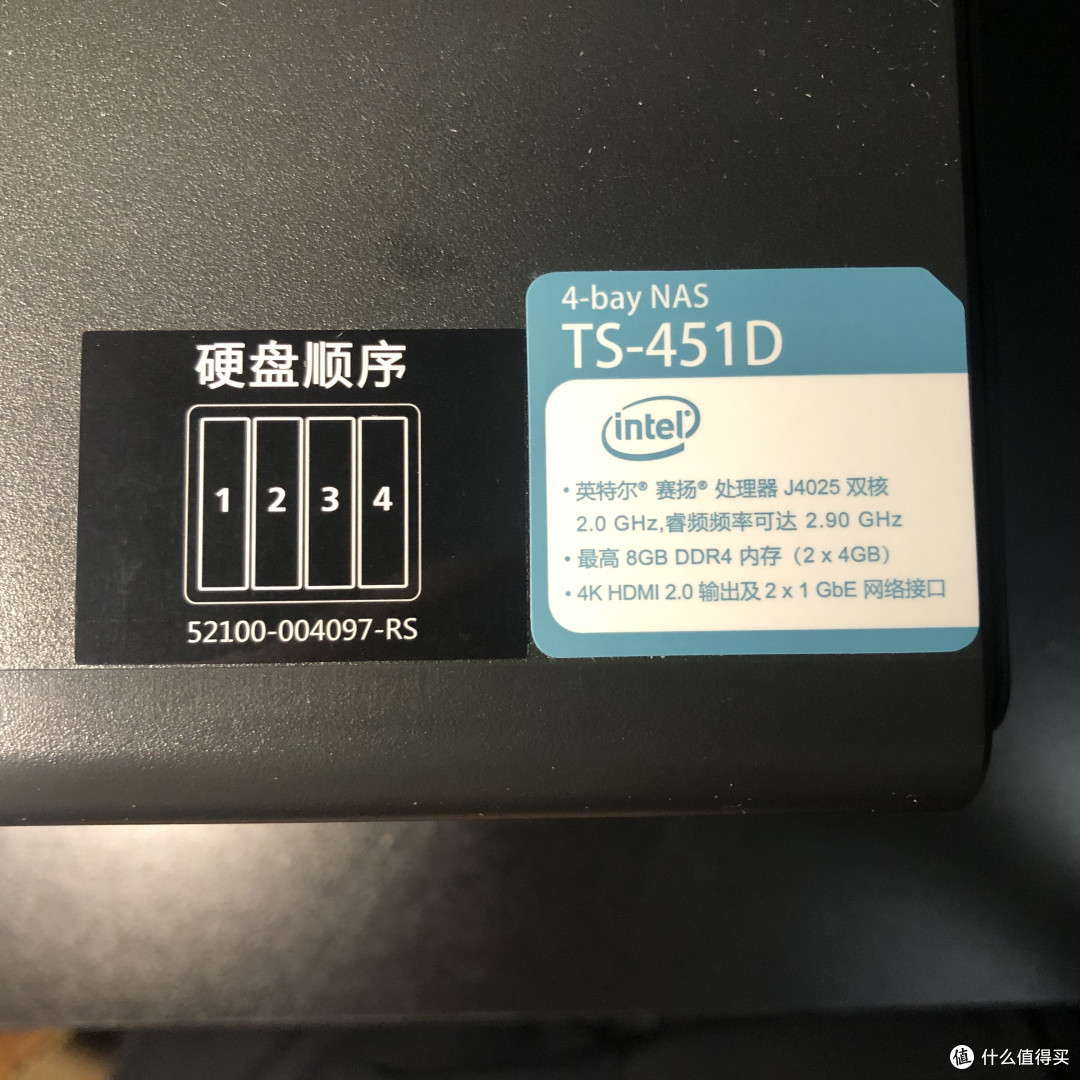 硬盘顺序
1 2 3 4
52100-004097-RS
4-bay NAS
TS-451D
intel®
• 英特尔® 赛扬® 处理器 J4025 双核
2.0 GHz,睿频频率可达 2.90 GHz
• 最高 8GB DDR4 内存（2 x 4GB）
• 4K HDMI 2.0 输出及 2 x 1 GbE 网络接口
值 什么值得买